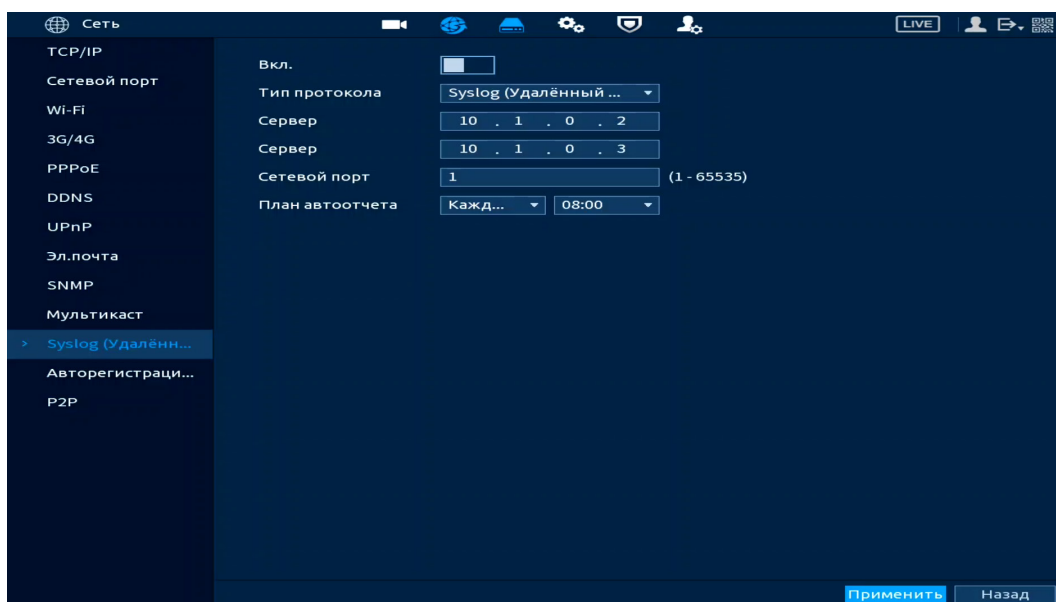 Сеть
LIVE
TCP/IP
Сетевой порт
Wi-Fi
3G/4G
PPPoE
DDNS
UPnP
Эл.почта
SNMP
Мультикаст
> Syslog (Удалённ...
Авторегистраци...
P2P
Вкл.
Тип протокола Syslog (Удалённый ...
Сервер 10 . 1 . 0 . 2
Сервер 10 . 1 . 0 . 3
Сетевой порт 1 (1 - 65535)
План автоотчета Кажд... 08:00
Применить Назад